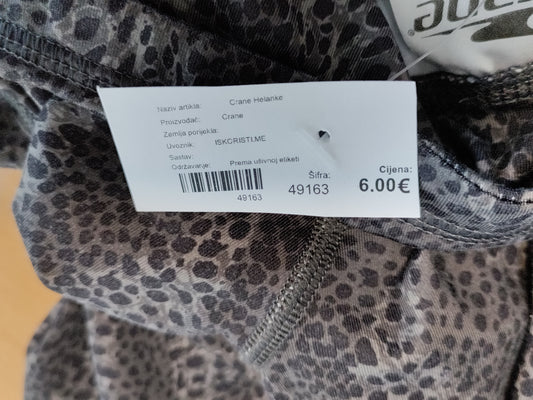 Naziv artikla: Crane Helanke
Proizvođač: Crane
Zemlja porijekla:
Uvoznik: ISKCRISTI.ME
Sastav:
Održavanje: Prema ušivnoj etiketi
Šifra: Cijena:
49163 49163 6.00€